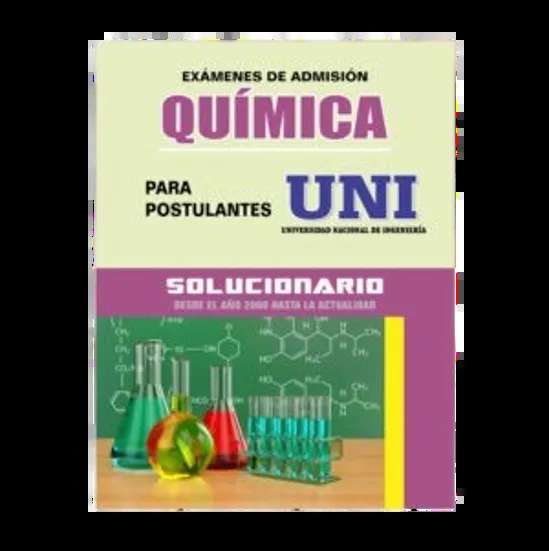 EXÁMENES DE ADMISIÓN
QUÍMICA
PARA
POSTULANTES
UNI
UNIVERSIDAD NACIONAL DE INGENIERÍA
SOLUCIONARIO
DESDE EL AÑO 2000 HASTA LA ACTUALIDAD